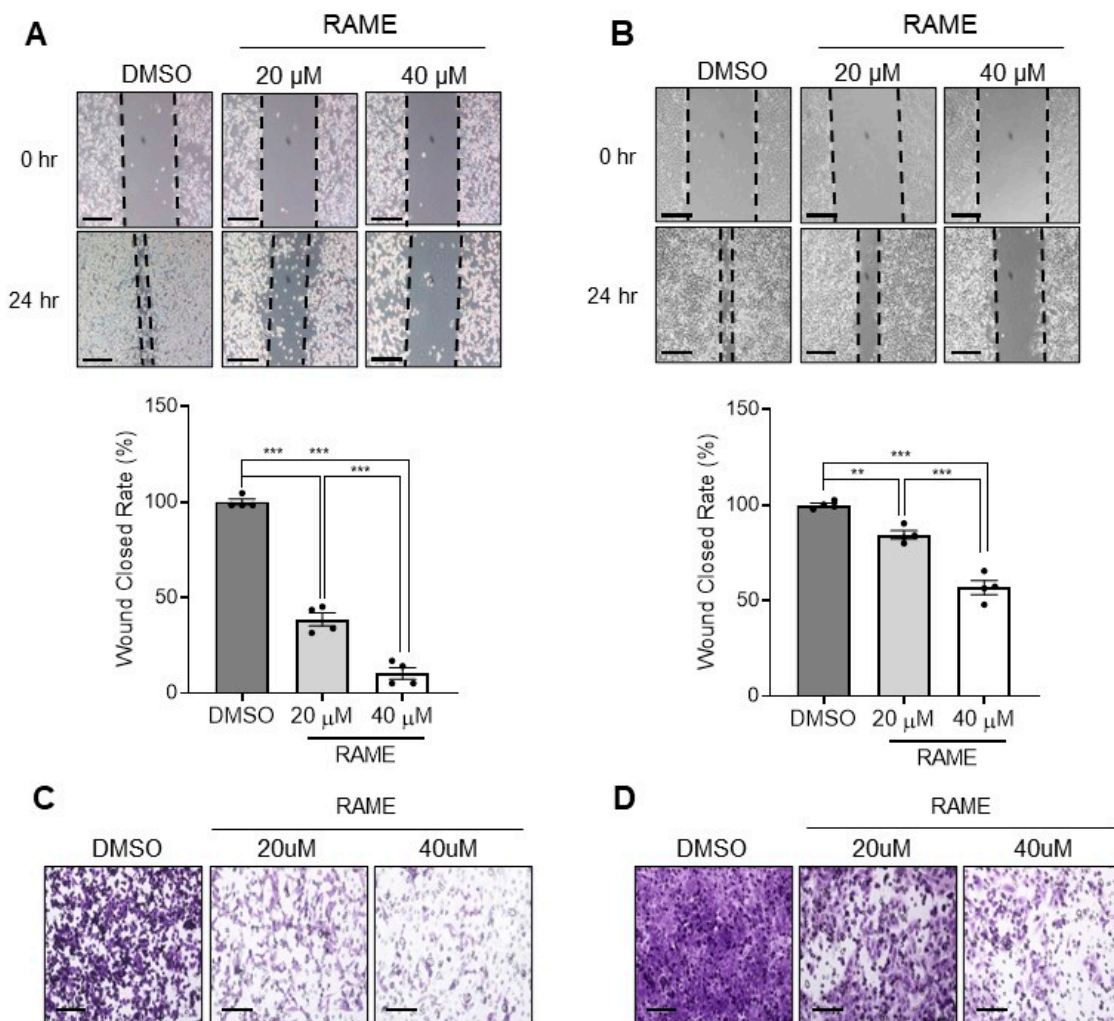 A
RAME
DMSO 20 µM 40 µM
0 hr
24 hr
150
100
50
0
Wound Closed Rate (%)
*** ***
***
DMSO 20 µM 40 µM
RAME
B
RAME
DMSO 20 µM 40 µM
0 hr
24 hr
150
100
50
0
Wound Closed Rate (%)
***
** ***
DMSO 20 µM 40 µM
RAME
C
RAME
DMSO 20uM 40uM
D
RAME
DMSO 20uM 40uM